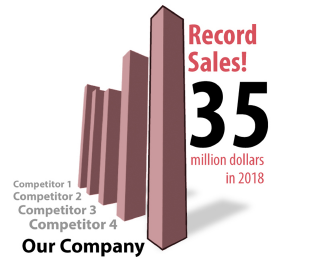 Record
Sales!
35
million dollars
in 2018
Competitor 1
Competitor 2
Competitor 3
Competitor 4
Our Company